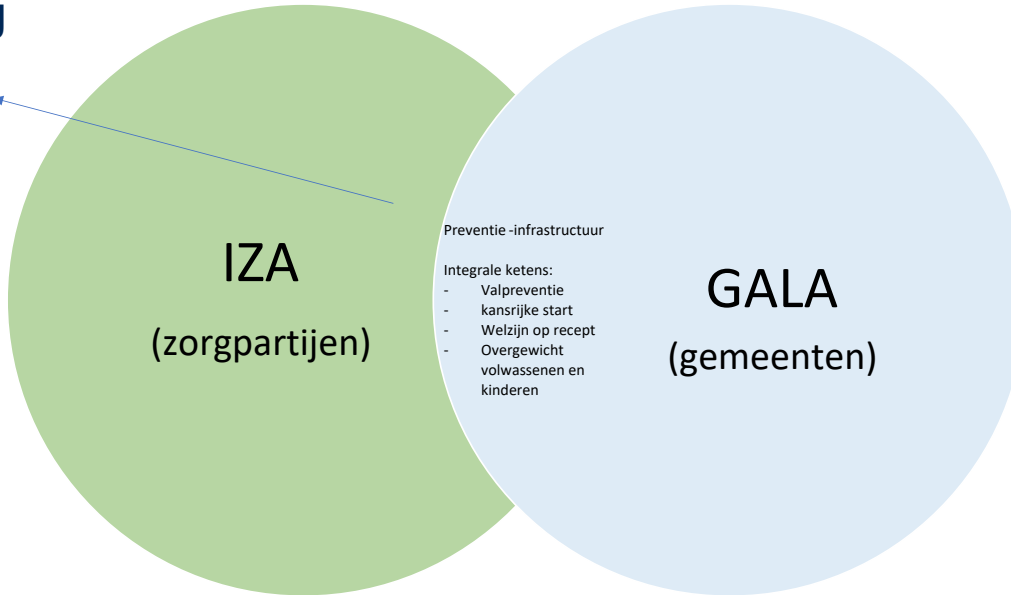 IZA
(zorgpartijen)
Preventie -infrastructuur
Integrale ketens:
- Valpreventie
- kansrijke start
- Welzijn op recept
- Overgewicht
volwassenen en
kinderen
GALA
(gemeenten)